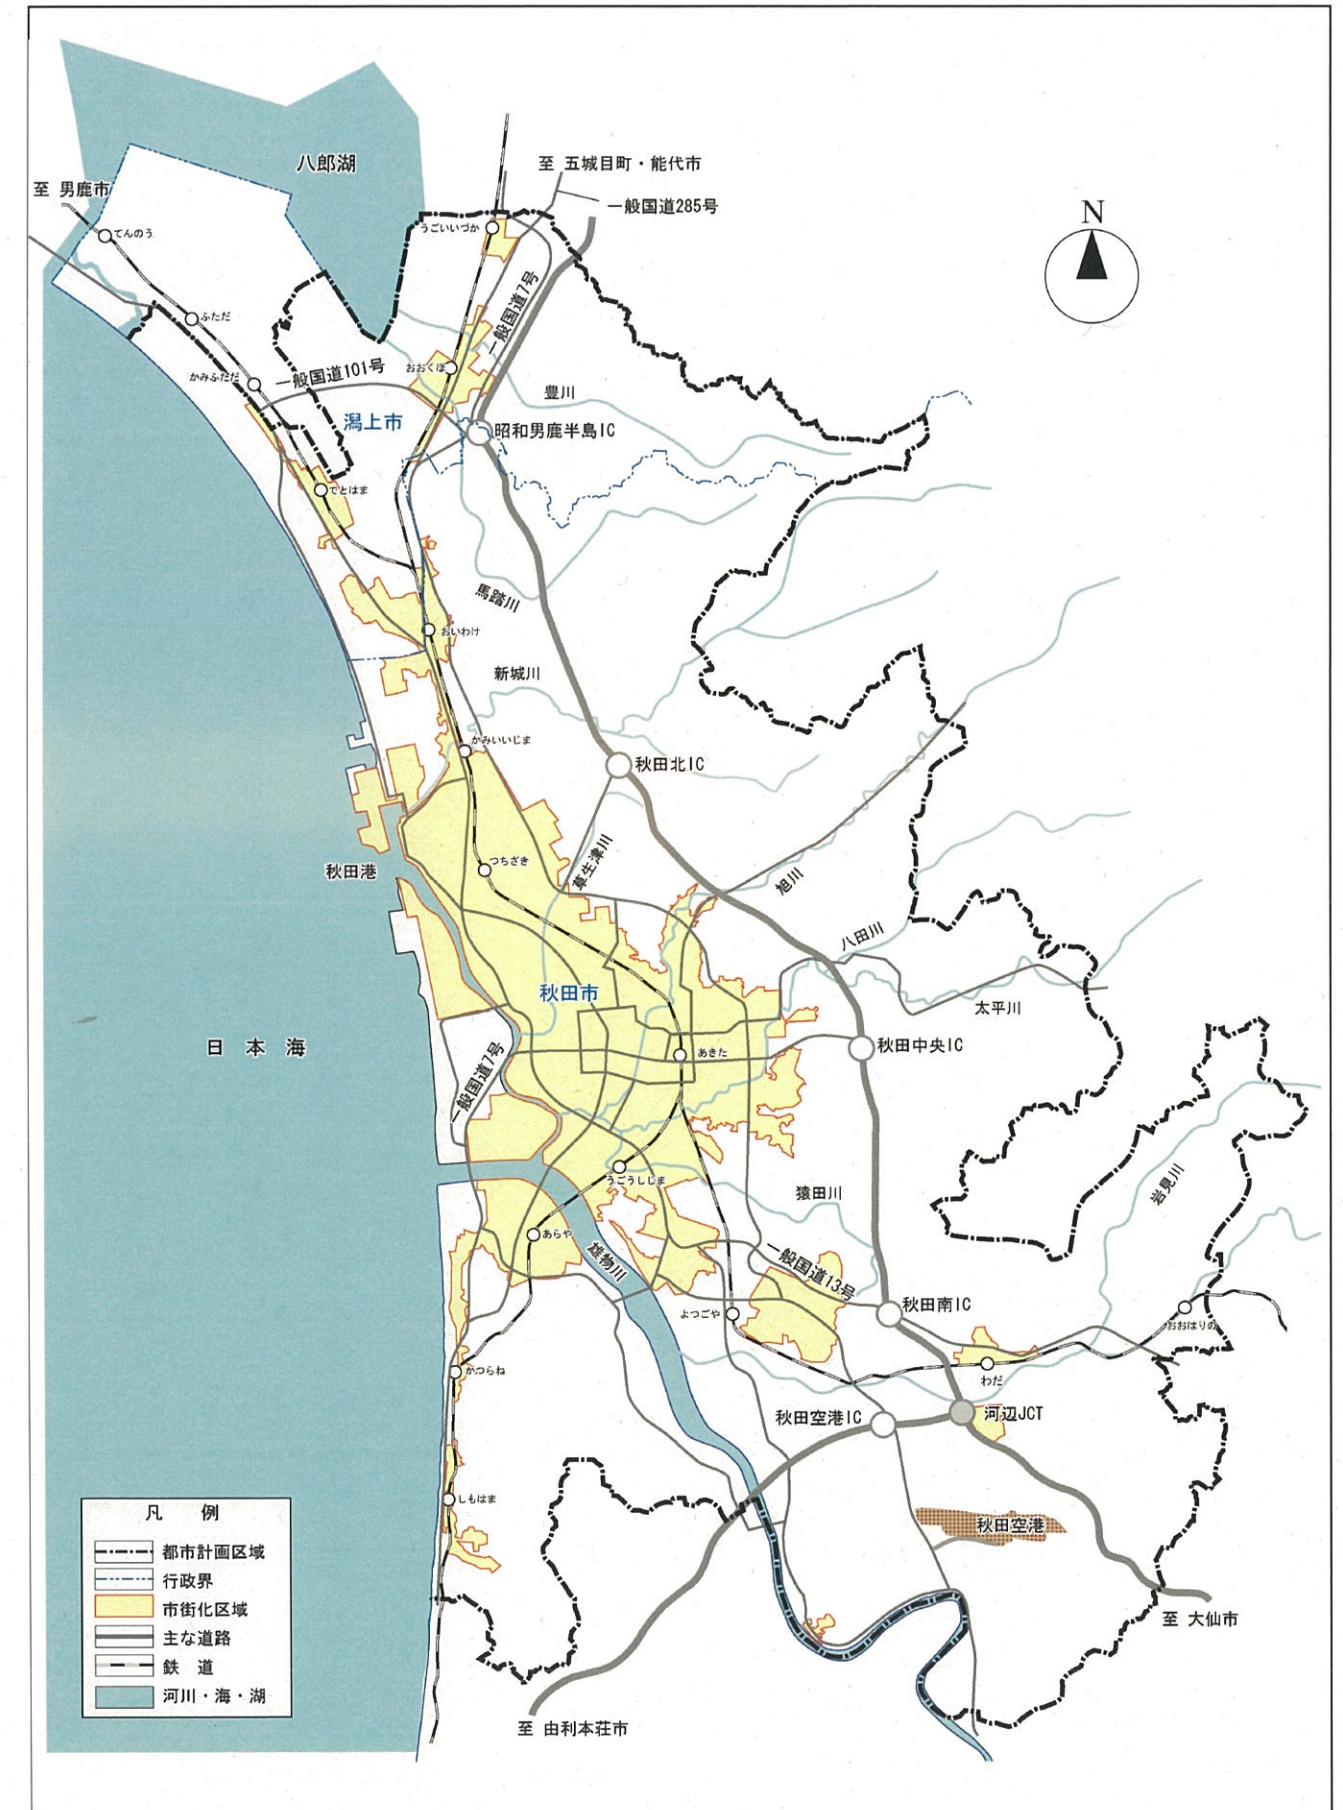 八郎湖
至 五城目町・能代市
至 男鹿市
一般国道285号
N
てんのう
うごいいづか
一般国道7号
ふただ
かみふただ
一般国道101号
おおくぼ
豊川
潟上市
昭和男鹿半島IC
でとはま
馬踏川
おいわけ
新城川
かみいいじま
秋田北IC
つちざき
草生津川
秋田港
旭川
八田川
秋田市
太平川
日本海
一般国道7号
あきた
秋田中央IC
うごうしじま
猿田川
岩見川
あらや
雄物川
一般国道13号
よつごや
秋田南IC
おおはりの
かつらね
わだ
秋田空港IC
河辺JCT
しもはま
秋田空港
凡例
都市計画区域
行政界
市街化区域
主な道路
鉄道
河川・海・湖
至 大仙市
至 由利本荘市